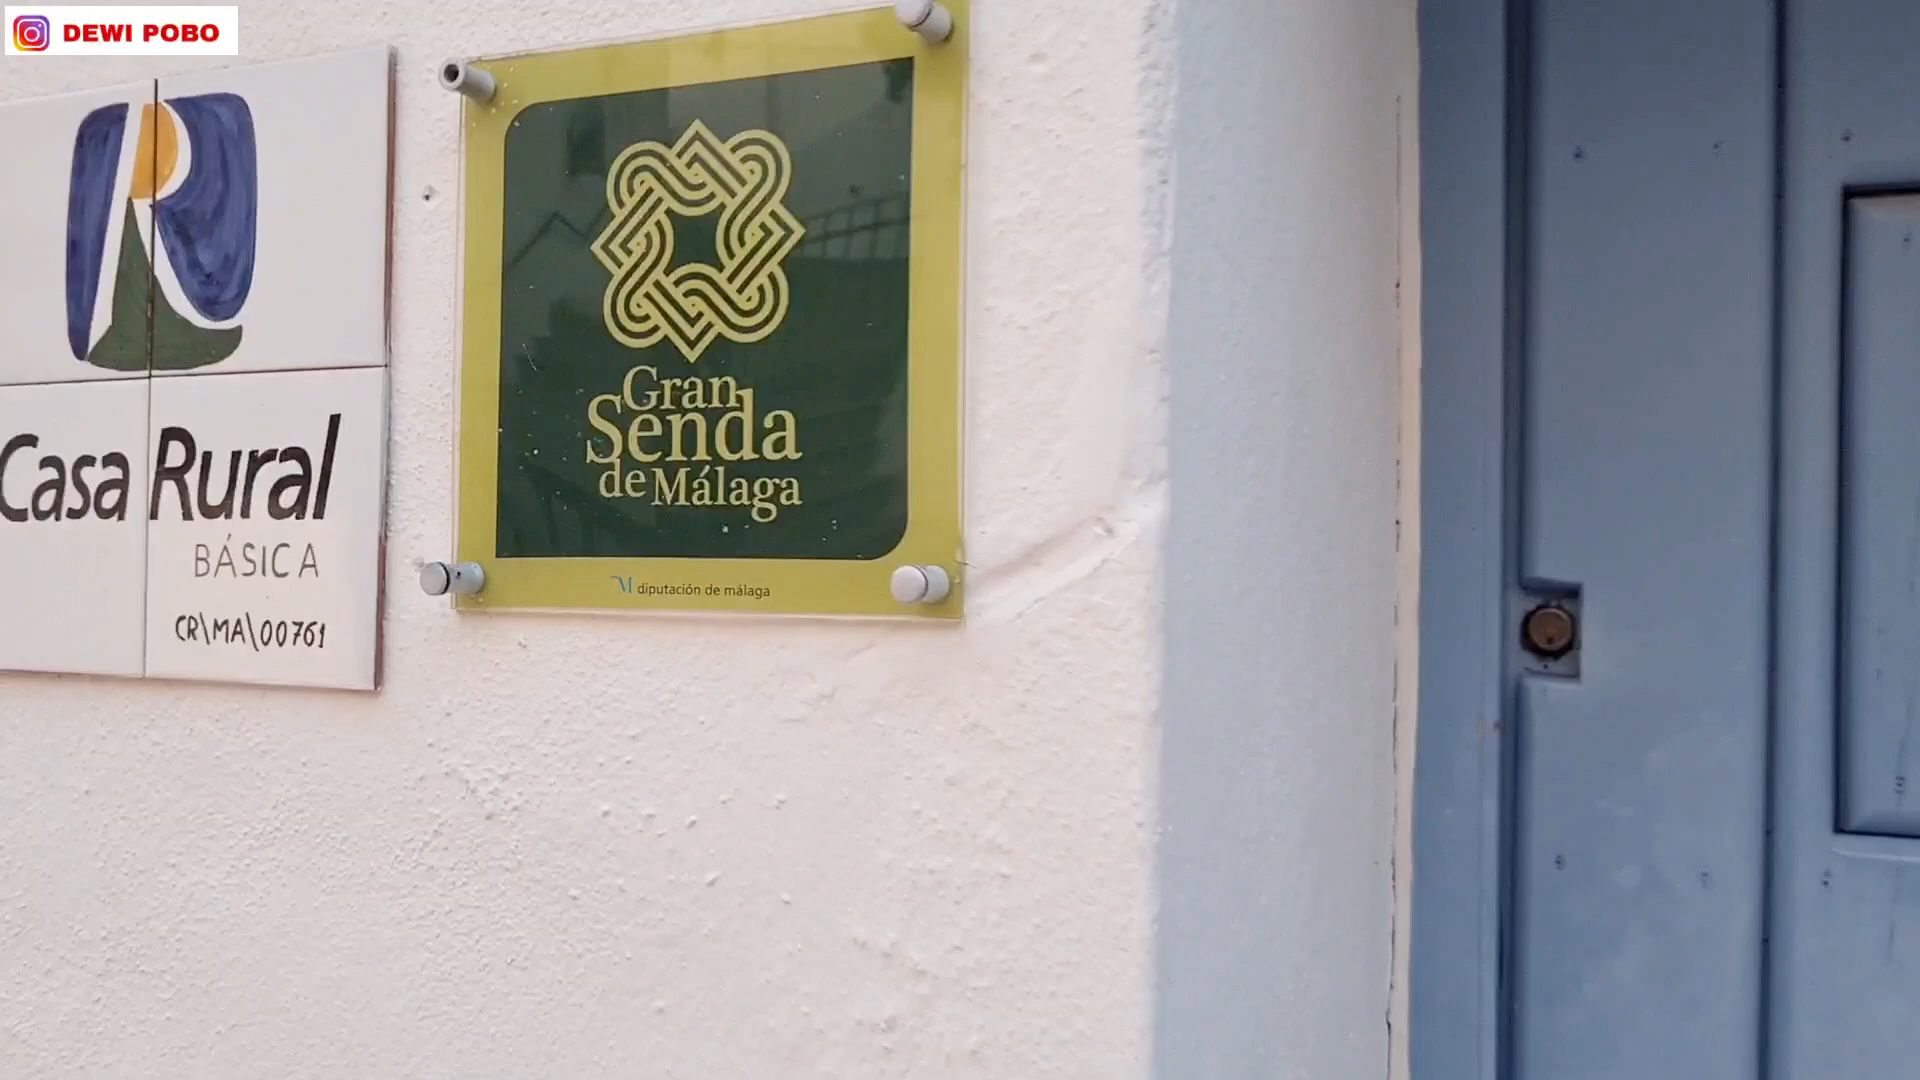 DEWI POBO
Casa Rural
BÁSICA
CR\MA\00761
Gran
Senda
de Málaga
diputación de málaga